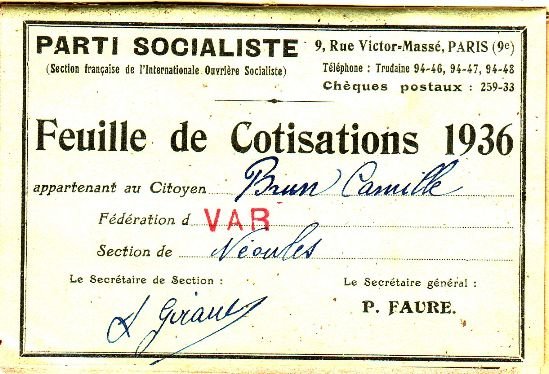 PARTI SOCIALISTE
(Section française de l'Internationale Ouvrière Socialiste)
9, Rue Victor-Massé, PARIS (9e)
Téléphone : Trudaine 94-46, 94-47, 94-48
Chèques postaux : 259-33
Feuille de Cotisations 1936
appartenant au Citoyen Brun Camille
Fédération d VAR
Section de Néoules
Le Secrétaire de Section :
Le Secrétaire général :
P. FAURE.